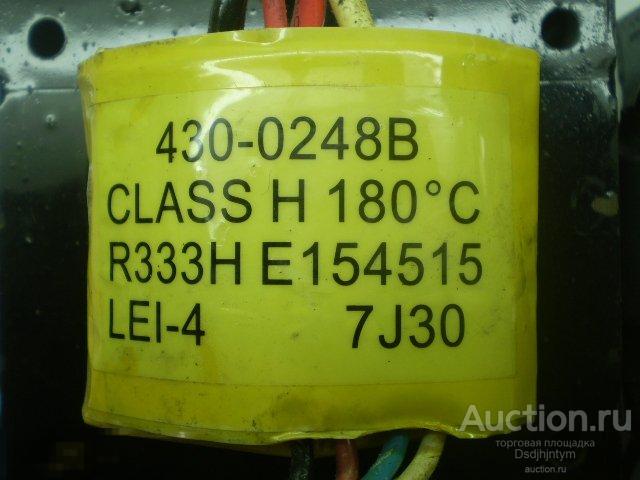 430-0248B
CLASS H 180°C
R333H E154515
LEI-4 7J30
Auction.ru
торговая площадка
Dsdjhjntym
auction.ru